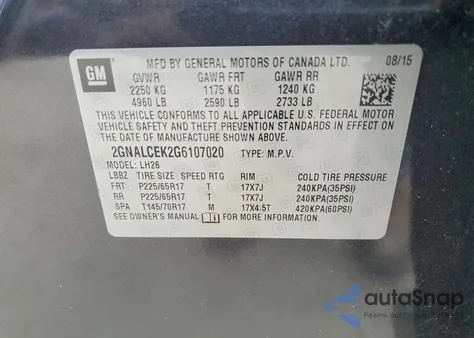 GM
MFD BY GENERAL MOTORS OF CANADA LTD. 08/15
GVWR GAWR FRT GAWR RR
2250 KG 1175 KG 1240 KG
4960 LB 2590 LB 2733 LB
THIS VEHICLE CONFORMS TO ALL APPLICABLE U.S. FEDERAL MOTOR
VEHICLE SAFETY, BUMPER, AND THEFT PREVENTION STANDARDS IN EFFECT ON
THE DATE OF MANUFACTURE SHOWN ABOVE.
2GNALCEK2G6107020 TYPE: M.P.V.
MODEL: LH26
LBBZ TIRE SIZE SPEED RTG RIM COLD TIRE PRESSURE
FRT P225/65R17 T 17X7J 240KPA(35PSI)
RR P225/65R17 T 17X7J 240KPA(35PSI)
SPA T145/70R17 M 17X4.5T 420KPA(60PSI)
SEE OWNER'S MANUAL FOR MORE INFORMATION.
autoSnap